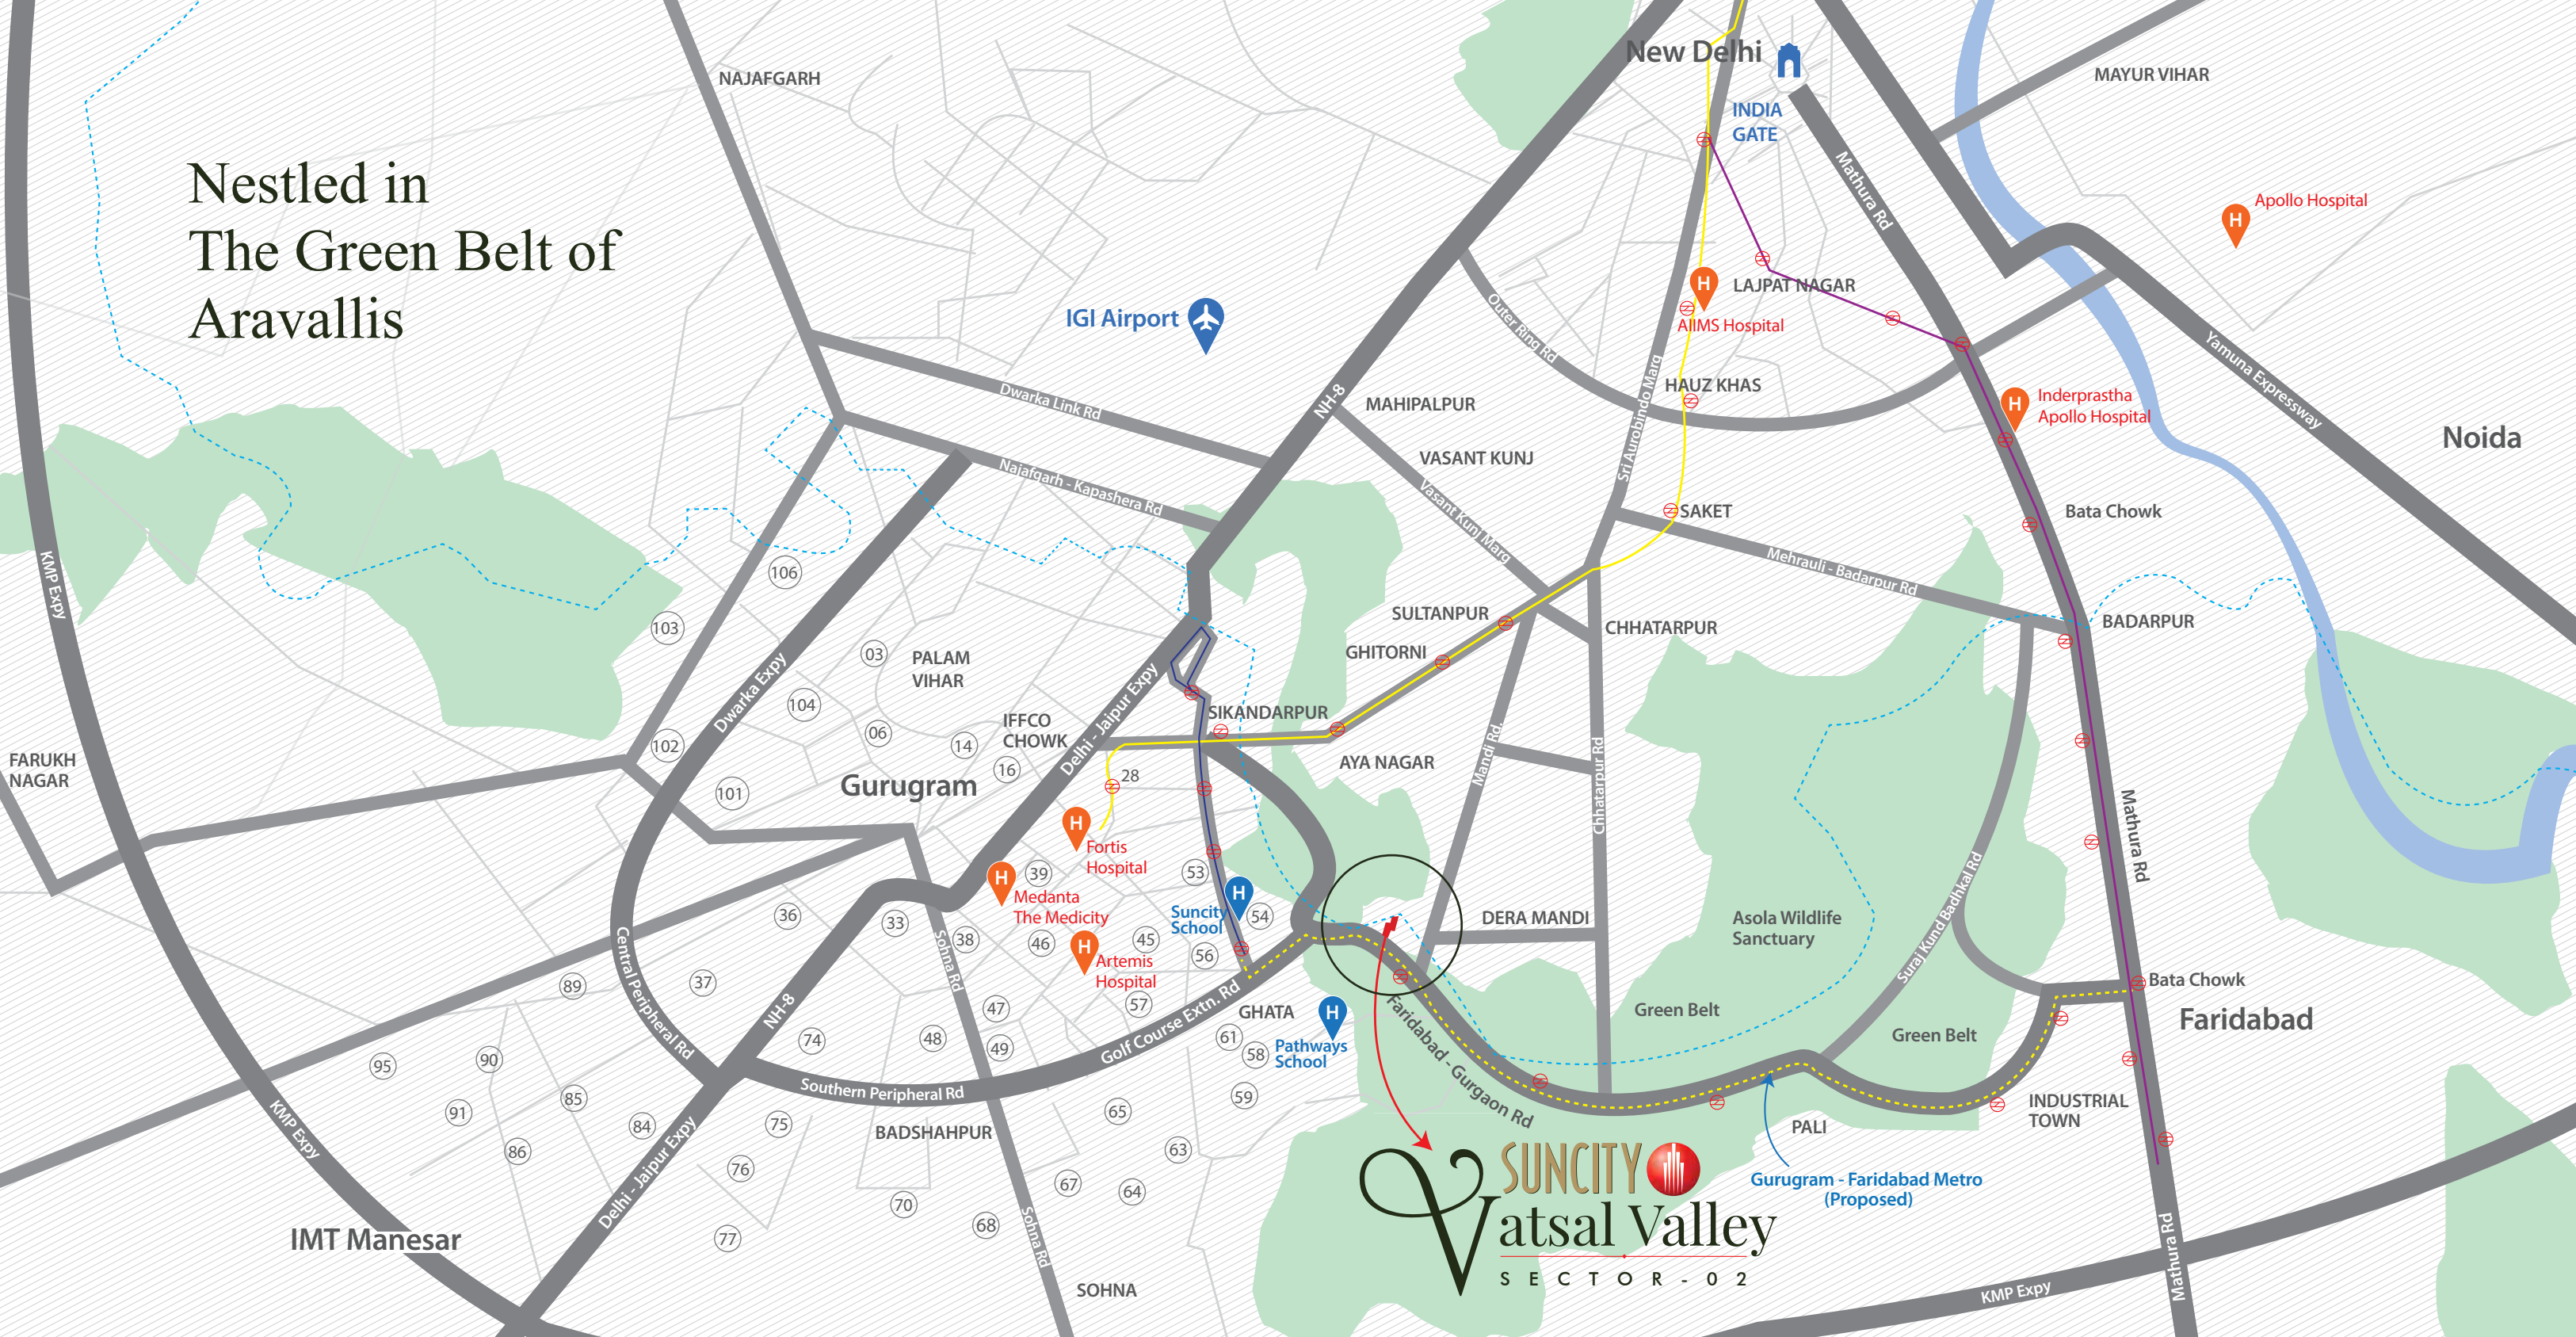 Nestled in
The Green Belt of
Aravallis
NAJAFGARH
New Delhi
INDIA
GATE
MAYUR VIHAR
Mathura Rd
Apollo Hospital
H
IGI Airport
LAJPAT NAGAR
H
AIIMS Hospital
Outer Ring Rd
Sri Aurobindo Marg
HAUZ KHAS
Yamuna Expressway
H
Inderprastha
Apollo Hospital
Noida
Dwarka Link Rd
NH-8
MAHIPALPUR
VASANT KUNJ
Vasant Kunj Marg
Najafgarh - Kapashera Rd
SAKET
Bata Chowk
Mehrauli - Badarpur Rd
KMP Expy
106
103
SULTANPUR
CHHATARPUR
BADARPUR
GHITORNI
03
PALAM
VIHAR
Dwarka Expy
104
06
14
16
IFFCO
CHOWK
Delhi - Jaipur Expy
SIKANDARPUR
AYA NAGAR
Mandi Rd.
Chhatarpur Rd
102
101
FARUKH
NAGAR
Gurugram
28
H
Fortis
Hospital
H
Medanta
The Medicity
39
53
H
Suncity
School
54
Mathura Rd
DERA MANDI
Asola Wildlife
Sanctuary
Suraj Kund Badhkal Rd
36
33
38
46
45
56
H
Artemis
Hospital
Central Peripheral Rd
Sohna Rd
89
37
NH-8
47
57
Golf Course Extn. Rd
GHATA
H
Pathways
School
Green Belt
Green Belt
Bata Chowk
Faridabad
Faridabad - Gurgaon Rd
95
90
74
48
49
61
58
91
85
84
86
Southern Peripheral Rd
75
65
59
KMP Expy
BADSHAHPUR
76
63
67
64
70
68
77
Delhi - Jaipur Expy
IMT Manesar
Sohna Rd
SOHNA
INDUSTRIAL
TOWN
PALI
Gurugram - Faridabad Metro
(Proposed)
SUNCITY
Vatsal Valley
SECTOR-02
Mathura Rd
KMP Expy